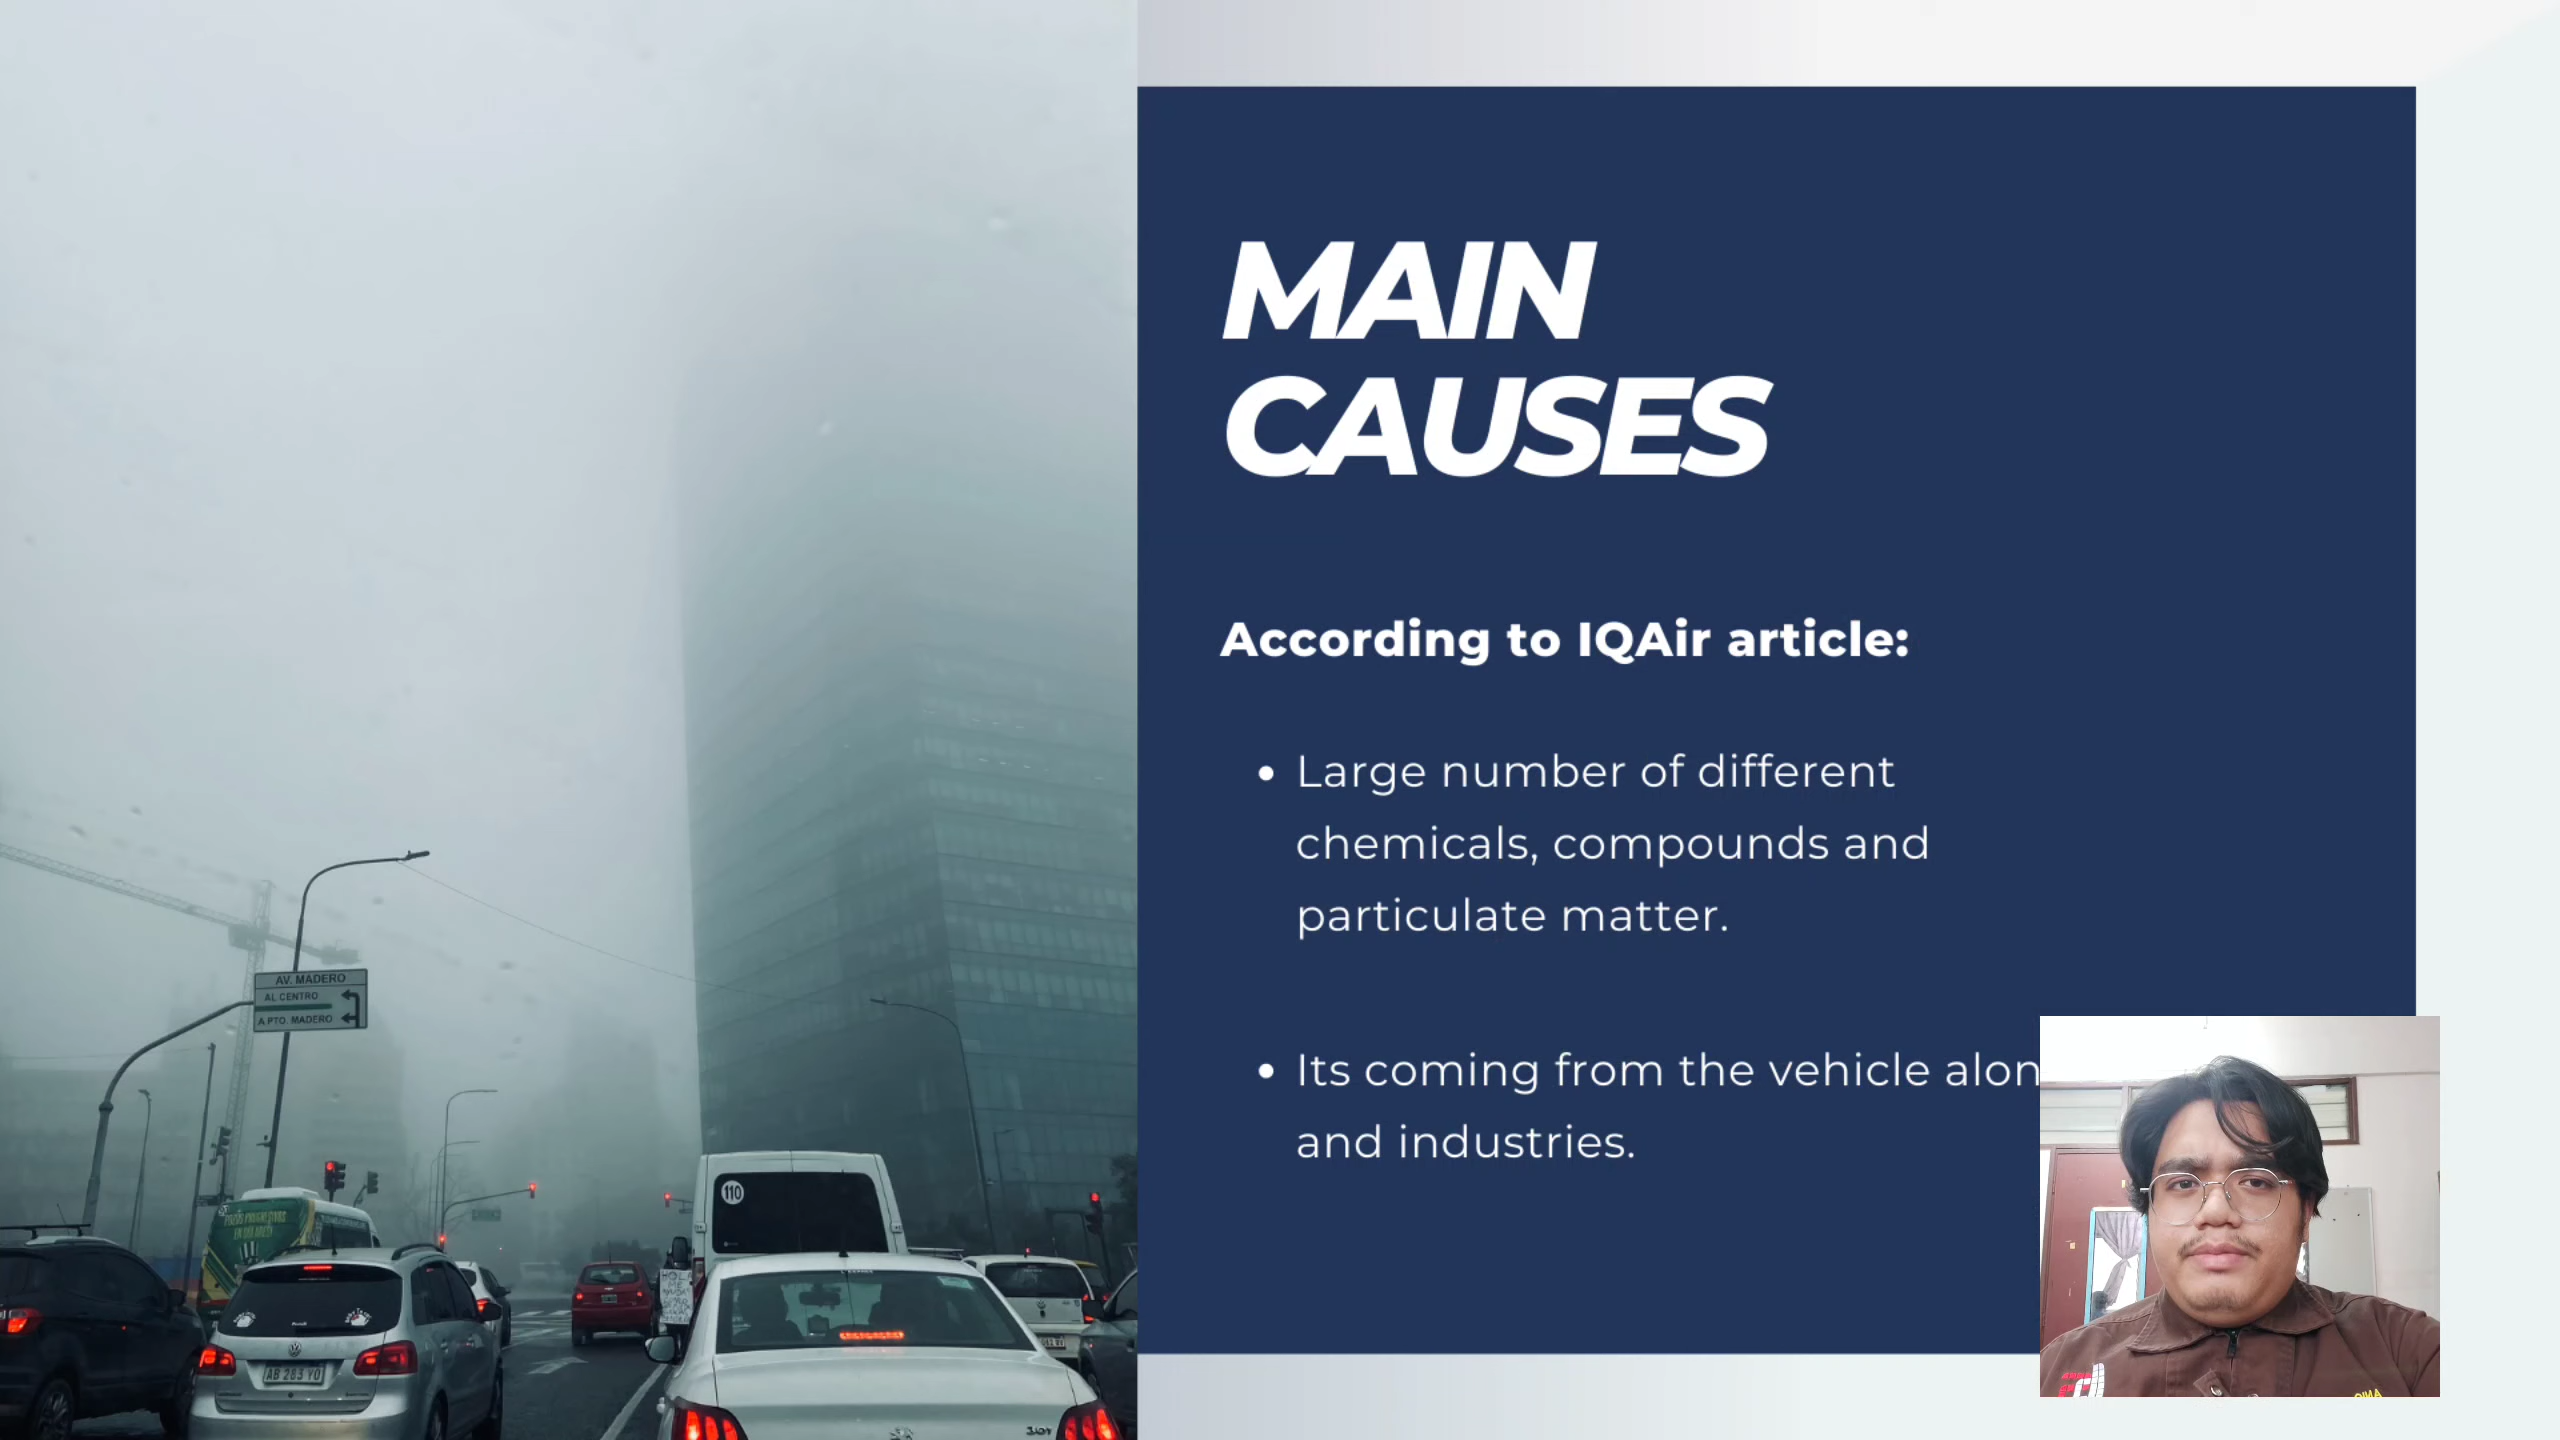 MAIN
CAUSES
According to IQAir article:
• Large number of different
chemicals, compounds and
particulate matter.
• Its coming from the vehicle alon
and industries.
AV. MADERO
AL CENTRO
A PTO. MADERO
110
AB 283 YO